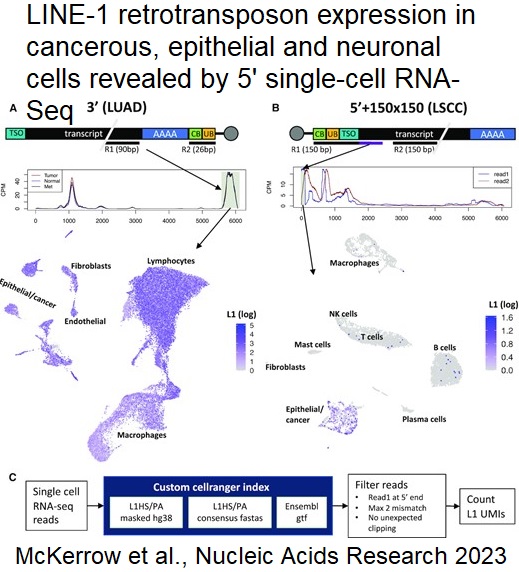 LINE-1 retrotransposon expression in
cancerous, epithelial and neuronal
cells revealed by 5' single-cell RNA-
Seq
A
3’ (LUAD)
TSO
transcript
AAAA
CB
UB
R1 (90bp)
R2 (26bp)
CPM
40
20
0
Tumor
Normal
Met
0
1000
2000
3000
4000
5000
6000
Epithelial/cancer
Fibroblasts
Endothelial
Lymphocytes
Macrophages
L1 (log)
5
4
3
2
1
0
B
5’+150x150 (LSCC)
CB
UB
TSO
transcript
AAAA
R1 (150 bp)
R2 (150 bp)
CPM
10
5
0
read1
read2
0
1000
2000
3000
4000
5000
6000
Macrophages
NK cells
T cells
Mast cells
Fibroblasts
B cells
Epithelial/
cancer
Plasma cells
L1 (log)
1.6
1.2
0.8
0.4
0.0
C
Single cell
RNA-seq
reads
Custom cellranger index
L1HS/PA
masked hg38
L1HS/PA
consensus fastas
Ensembl
gtf
Filter reads
• Read1 at 5’ end
• Max 2 mismatch
• No unexpected
clipping
Count
L1 UMIs
McKerrow et al., Nucleic Acids Research 2023